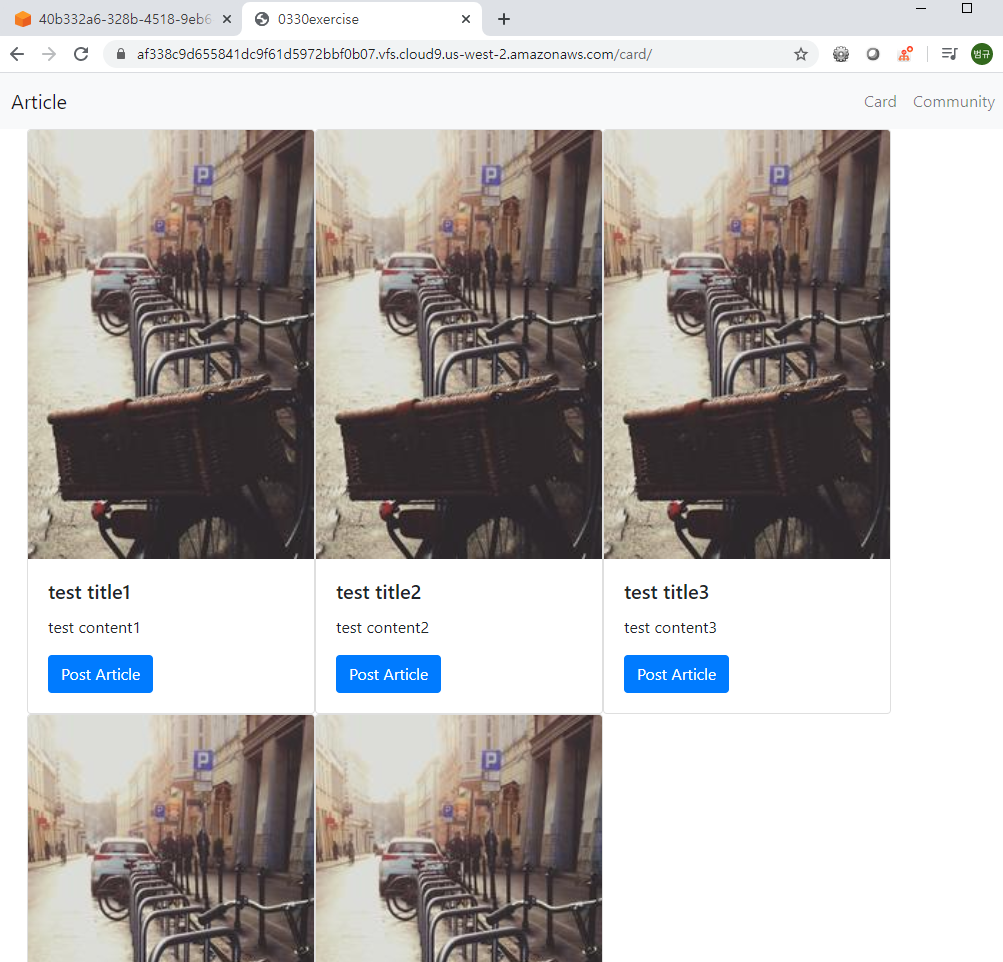 40b332a6-328b-4518-9eb6
0330exercise
af338c9d655841dc9f61d5972bbf0b07.vfs.cloud9.us-west-2.amazonaws.com/card/
범규
Article
Card
Community
P
P
P
test title1
test title2
test title3
test content1
test content2
test content3
Post Article
Post Article
Post Article
P
P